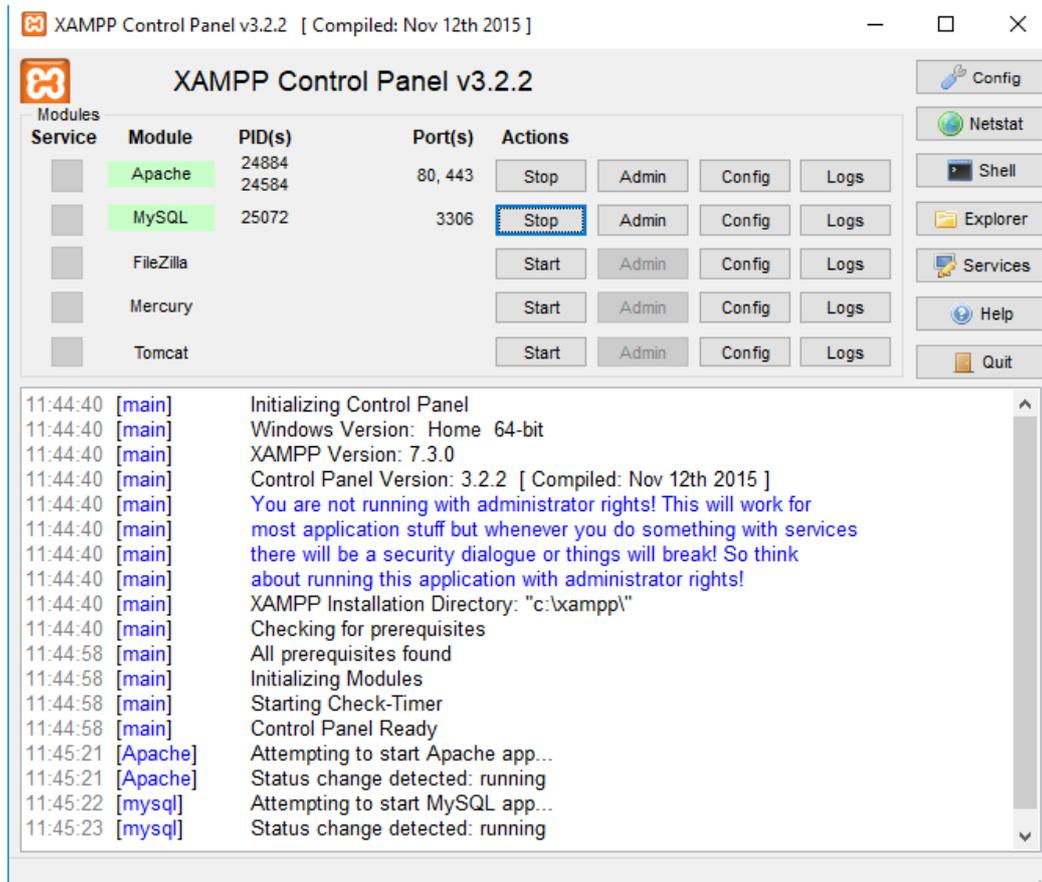 XAMPP Control Panel v3.2.2 [ Compiled: Nov 12th 2015 ]
XAMPP Control Panel v3.2.2
Config
Netstat
Shell
Explorer
Services
Help
Quit
Modules
Service Module PID(s) Port(s) Actions
Apache 24884 24584 80, 443 Stop Admin Config Logs
MySQL 25072 3306 Stop Admin Config Logs
FileZilla Start Admin Config Logs
Mercury Start Admin Config Logs
Tomcat Start Admin Config Logs
11:44:40 [main] Initializing Control Panel
11:44:40 [main] Windows Version: Home 64-bit
11:44:40 [main] XAMPP Version: 7.3.0
11:44:40 [main] Control Panel Version: 3.2.2 [ Compiled: Nov 12th 2015 ]
11:44:40 [main] You are not running with administrator rights! This will work for
11:44:40 [main] most application stuff but whenever you do something with services
11:44:40 [main] there will be a security dialogue or things will break! So think
11:44:40 [main] about running this application with administrator rights!
11:44:40 [main] XAMPP Installation Directory: "c:\xampp\"
11:44:40 [main] Checking for prerequisites
11:44:58 [main] All prerequisites found
11:44:58 [main] Initializing Modules
11:44:58 [main] Starting Check-Timer
11:44:58 [main] Control Panel Ready
11:45:21 [Apache] Attempting to start Apache app...
11:45:21 [Apache] Status change detected: running
11:45:22 [mysql] Attempting to start MySQL app...
11:45:23 [mysql] Status change detected: running